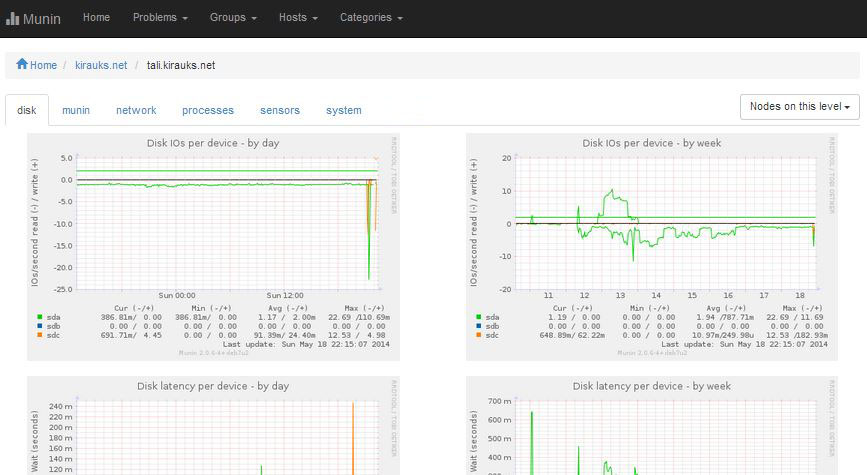 Munin Home Problems Groups Hosts Categories
Home / kirauks.net / tali.kirauks.net
disk munin network processes sensors system Nodes on this level
Disk IOs per device - by day
RRDTOOL / TOBI OETIKER
IOs/second read (-) / write (+)
5.0
0.0
-5.0
-10.0
-15.0
-20.0
-25.0
Sun 00:00 Sun 12:00
Cur (-/+) Min (-/+) Avg (-/+) Max (-/+)
sda 386.81m/ 0.00 386.81m/ 0.00 1.17 / 2.00m 22.69 /110.69m
sdb 0.00 / 0.00 0.00 / 0.00 0.00 / 0.00 0.00 / 0.00
sdc 691.71m/ 4.45 0.00 / 0.00 91.39m/ 24.40m 12.53 / 4.98
Last update: Sun May 18 22:15:07 2014
Munin 2.0.6-4+deb7u2
Disk IOs per device - by week
RRDTOOL / TOBI OETIKER
IOs/second read (-) / write (+)
20
10
0
-10
-20
11 12 13 14 15 16 17 18
Cur (-/+) Min (-/+) Avg (-/+) Max (-/+)
sda 1.19 / 0.00 0.00 / 0.00 1.94 /787.71m 22.69 / 11.69
sdb 0.00 / 0.00 0.00 / 0.00 0.00 / 0.00 0.00 / 0.00
sdc 648.89m/ 62.22m 0.00 / 0.00 10.97m/249.98u 12.53 /182.93m
Last update: Sun May 18 22:15:07 2014
Munin 2.0.6-4+deb7u2
Disk latency per device - by day
RRDTOOL / TOBI OETIKER
Wait (seconds)
240 m
220 m
200 m
180 m
160 m
140 m
120 m
Disk latency per device - by week
RRDTOOL / TOBI OETIKER
Wait (seconds)
700 m
600 m
500 m
400 m